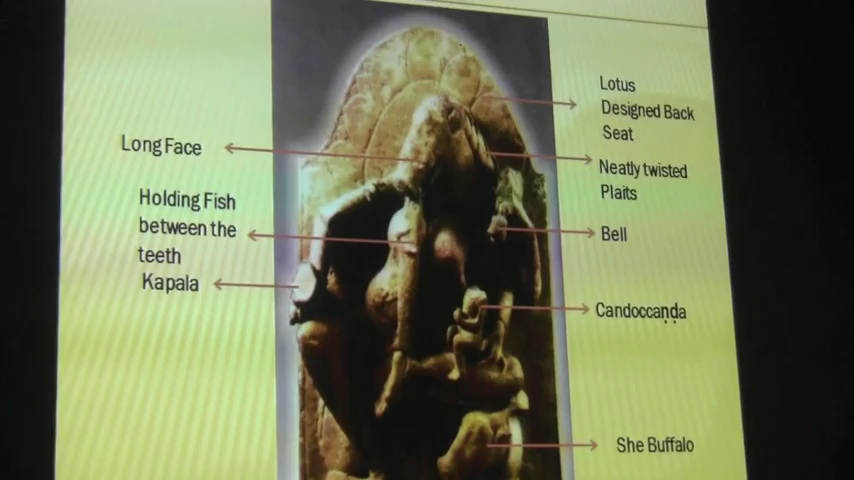 Long Face
Holding Fish
between the
teeth
Kapala
Lotus
Designed Back
Seat
Neatly twisted
Plaits
Bell
Candoccaṇḍa
She Buffalo